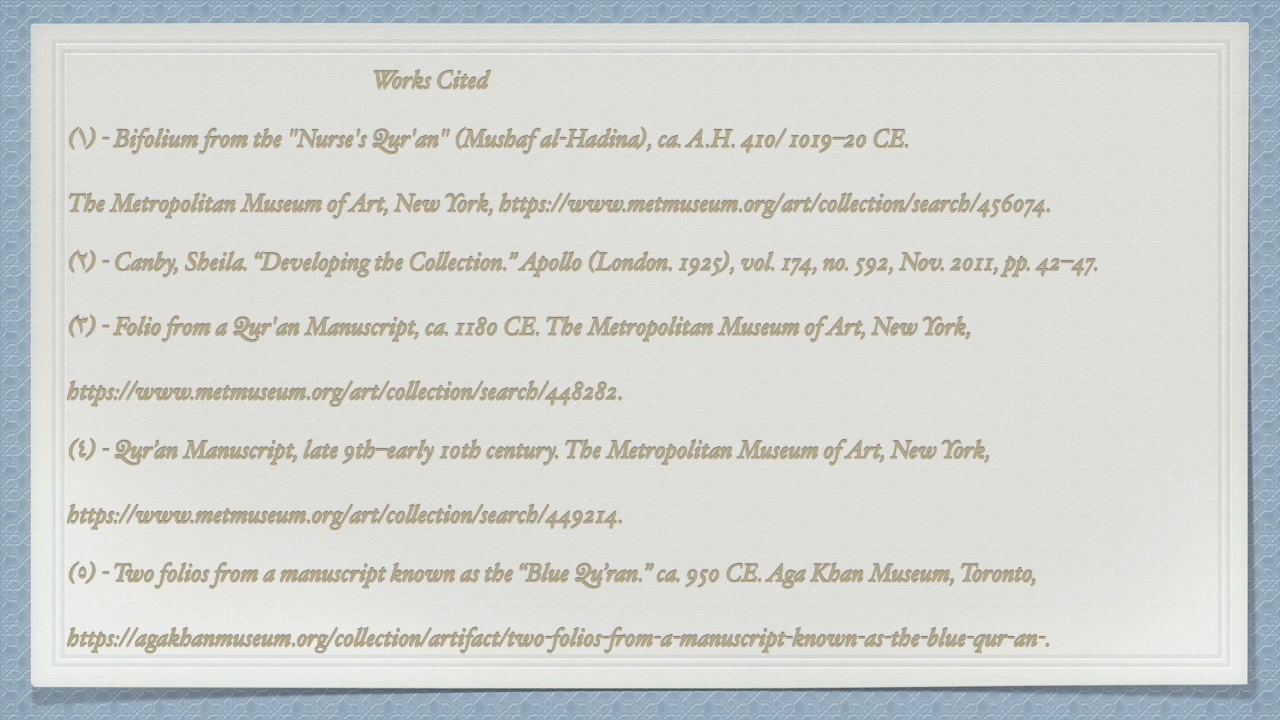 Works Cited
(١) - Bifolium from the "Nurse's Qur'an" (Mushaf al-Hadina), ca. A.H. 410/ 1019–20 CE.
The Metropolitan Museum of Art, New York, https://www.metmuseum.org/art/collection/search/456074.
(٢) - Canby, Sheila. “Developing the Collection.” Apollo (London. 1925), vol. 174, no. 592, Nov. 2011, pp. 42–47.
(٣) - Folio from a Qur'an Manuscript, ca. 1180 CE. The Metropolitan Museum of Art, New York,
https://www.metmuseum.org/art/collection/search/448282.
(٤) - Qur’an Manuscript, late 9th–early 10th century. The Metropolitan Museum of Art, New York,
https://www.metmuseum.org/art/collection/search/449214.
(٥) - Two folios from a manuscript known as the “Blue Qu’ran.” ca. 950 CE. Aga Khan Museum, Toronto,
https://agakhanmuseum.org/collection/artifact/two-folios-from-a-manuscript-known-as-the-blue-qur-an-.